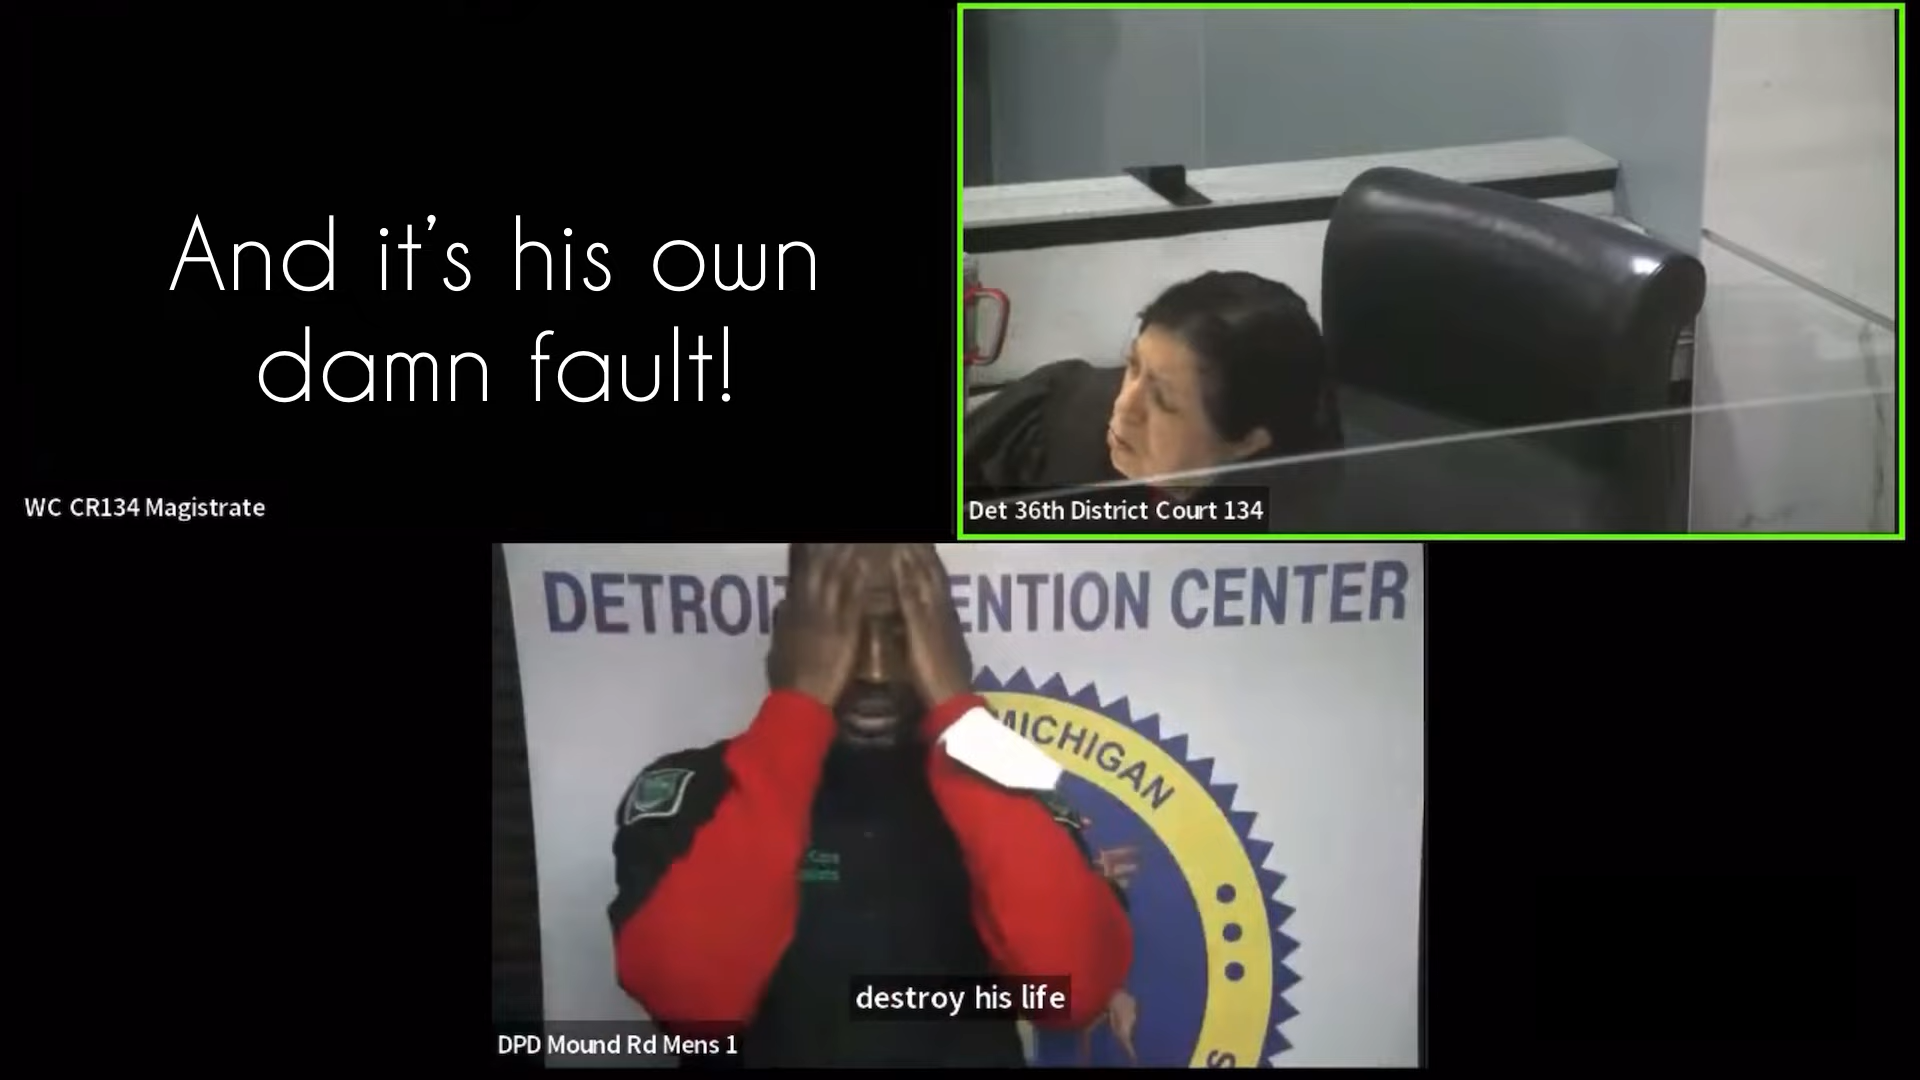 And it’s his own
damn fault!
WC CR134 Magistrate
Det 36th District Court 134
DETROI ENTION CENTER
MICHIGAN
destroy his life
DPD Mound Rd Mens 1